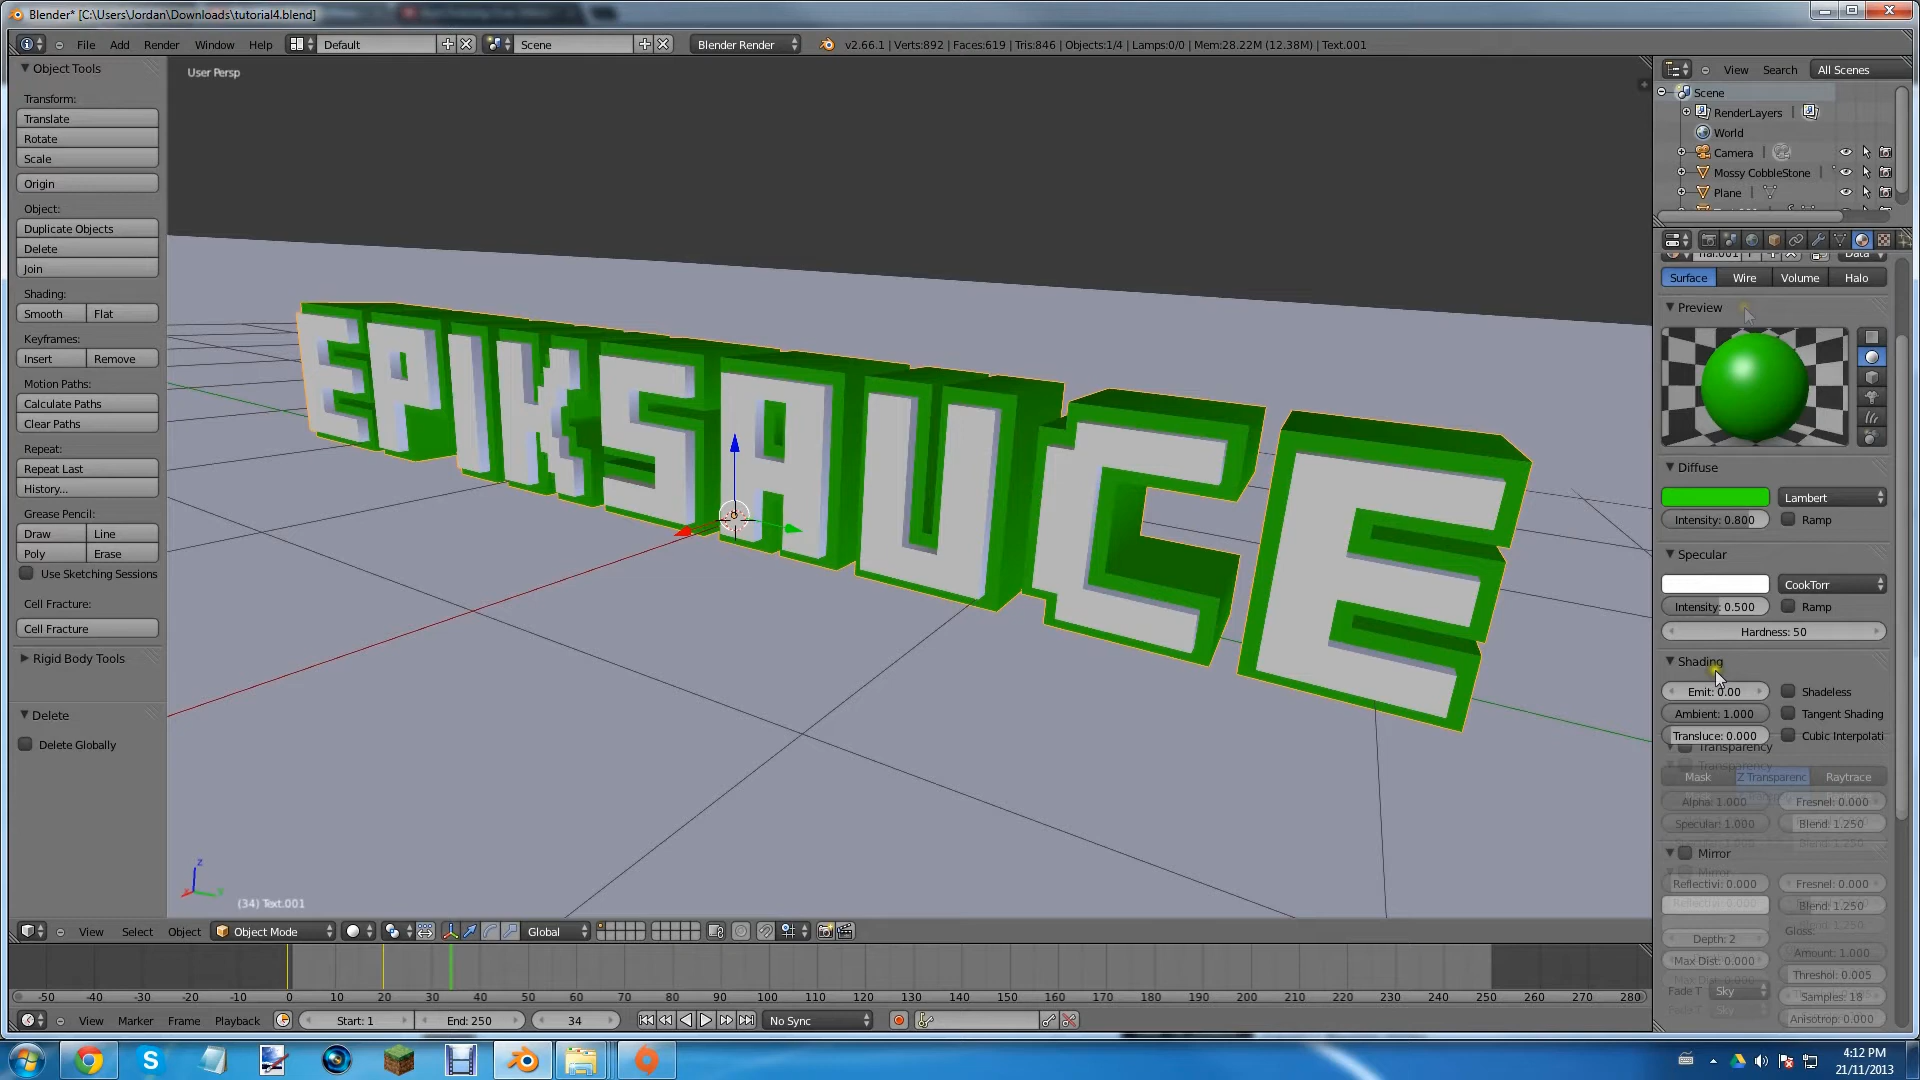 Blender* [C:\Users\Jordan\Downloads\tutorial4.blend]
File Add Render Window Help Default Scene Blender Render v2.66.1 | Verts:892 | Faces:619 | Tris:846 | Objects:1/4 | Lamps:0/0 | Mem:28.22M (12.38M) | Text.001
Object Tools
Transform:
Translate
Rotate
Scale
Origin
Object:
Duplicate Objects
Delete
Join
Shading:
Smooth Flat
Keyframes:
Insert Remove
Motion Paths:
Calculate Paths
Clear Paths
Repeat:
Repeat Last
History...
Grease Pencil:
Draw Line
Poly Erase
Use Sketching Sessions
Cell Fracture:
Cell Fracture
Rigid Body Tools
Delete
Delete Globally
User Persp
EPIKSAUCE
z
(34) Text.001
View Select Object Object Mode Global
-50 -40 -30 -20 -10 0 10 20 30 40 50 60 70 80 90 100 110 120 130 140 150 160 170 180 190 200 210 220 230 240 250 260 270 280
View Marker Frame Playback Start: 1 End: 250 34 No Sync
View Search All Scenes
Scene
RenderLayers
World
Camera
Mossy CobbleStone
Plane
Data
Surface Wire Volume Halo
Preview
Diffuse
Lambert
Intensity: 0.800 Ramp
Specular
CookTorr
Intensity: 0.500 Ramp
Hardness: 50
Shading
Emit: 0.00 Shadeless
Ambient: 1.000 Tangent Shading
Transluce: 0.000 Cubic Interpolati
Transparency
Mask Z Transparenc Raytrace
Alpha: 1.000 Fresnel: 0.000
Specular: 1.000 Blend: 1.250
Mirror
Reflectivi: 0.000 Fresnel: 0.000
Blend: 1.250
Gloss:
Depth: 2
Amount: 1.000
Max Dist: 0.000
Threshol: 0.005
Fade T Sky
Samples: 18
Anisotrop: 0.000
4:12 PM
21/11/2013